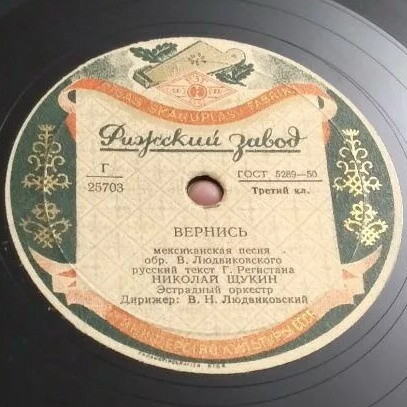 RIGAS SKAŅUPLAŠU FABRIKA
Рижский завод
Г
25703
ГОСТ 5289—50
Третий кл.
ВЕРНИСЬ
мексиканская песня
обр. В. Людвиковского
русский текст Г. Регистана
НИКОЛАЙ ЩУКИН
Эстрадный оркестр
Дирижер: В. Н. Людвиковский